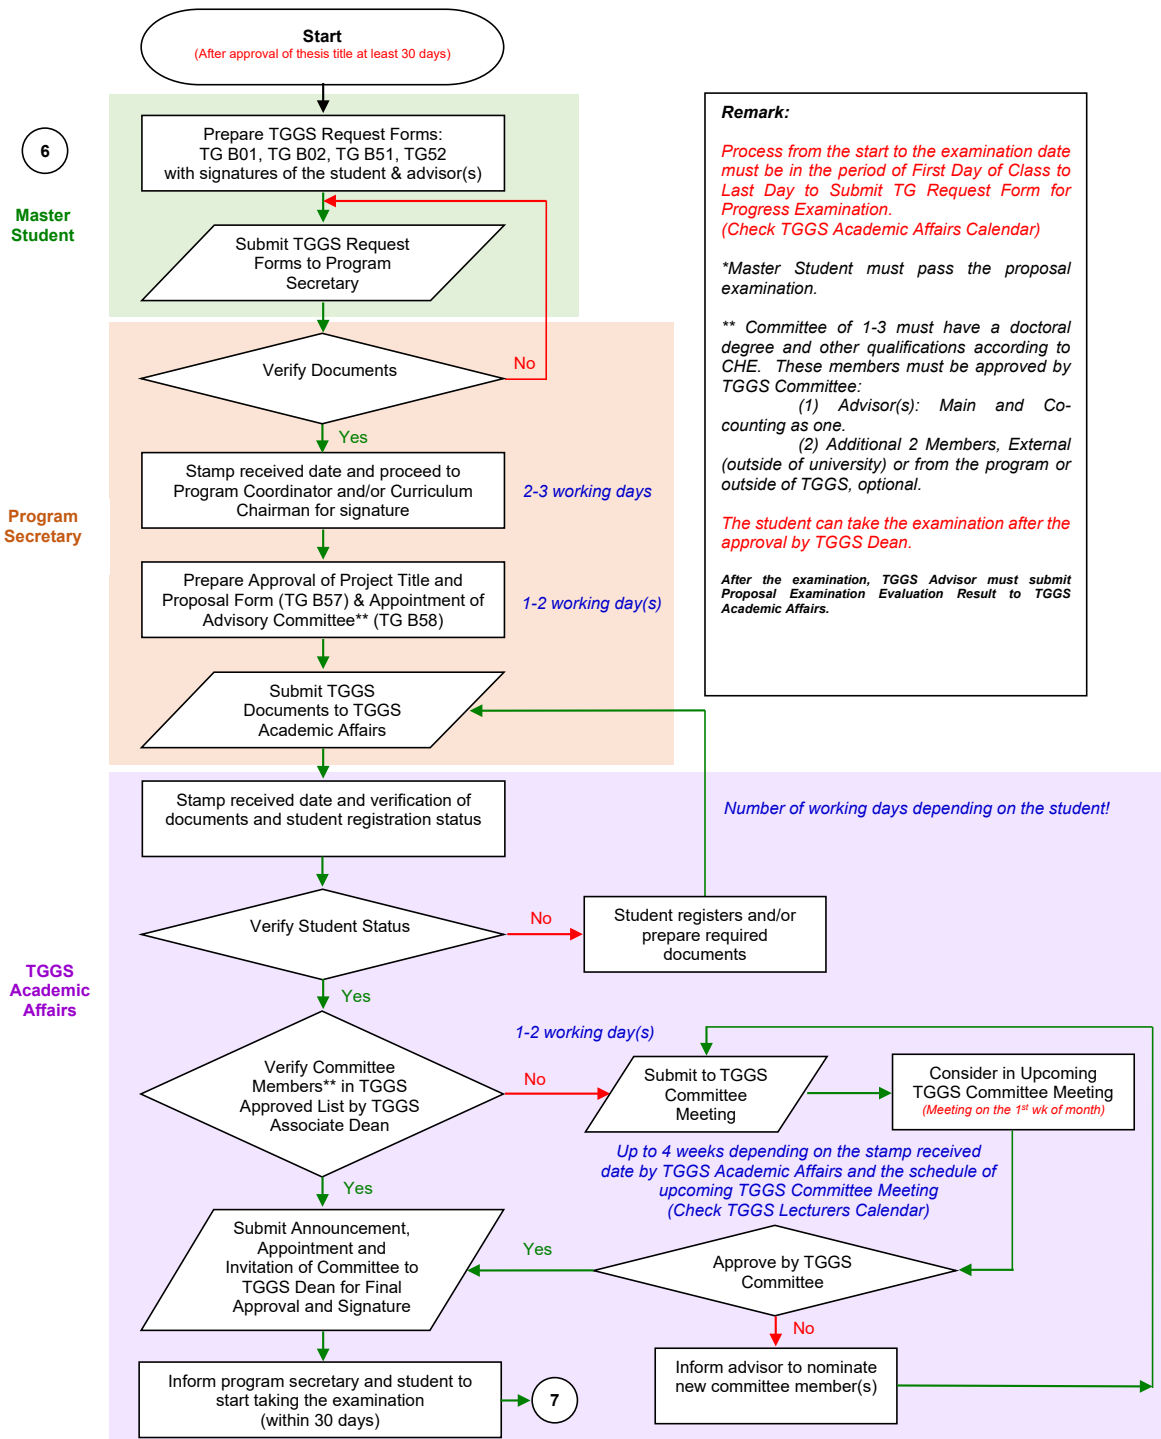 Start
(After approval of thesis title at least 30 days)
6
Master
Student
Prepare TGGS Request Forms:
TG B01, TG B02, TG B51, TG52
with signatures of the student & advisor(s)
Submit TGGS Request
Forms to Program
Secretary
Remark:
Process from the start to the examination date
must be in the period of First Day of Class to
Last Day to Submit TG Request Form for
Progress Examination.
(Check TGGS Academic Affairs Calendar)
*Master Student must pass the proposal
examination.
** Committee of 1-3 must have a doctoral
degree and other qualifications according to
CHE. These members must be approved by
TGGS Committee:
(1) Advisor(s): Main and Co-
counting as one.
(2) Additional 2 Members, External
(outside of university) or from the program or
outside of TGGS, optional.
The student can take the examination after the
approval by TGGS Dean.
After the examination, TGGS Advisor must submit
Proposal Examination Evaluation Result to TGGS
Academic Affairs.
Program
Secretary
Verify Documents
No
Yes
Stamp received date and proceed to
Program Coordinator and/or Curriculum
Chairman for signature
2-3 working days
Prepare Approval of Project Title and
Proposal Form (TG B57) & Appointment of
Advisory Committee** (TG B58)
1-2 working day(s)
Submit TGGS
Documents to TGGS
Academic Affairs
TGGS
Academic
Affairs
Stamp received date and verification of
documents and student registration status
Number of working days depending on the student!
Verify Student Status
No
Student registers and/or
prepare required
documents
Yes
1-2 working day(s)
Verify Committee
Members** in TGGS
Approved List by TGGS
Associate Dean
No
Submit to TGGS
Committee
Meeting
Consider in Upcoming
TGGS Committee Meeting
(Meeting on the 1st wk of month)
Up to 4 weeks depending on the stamp received
date by TGGS Academic Affairs and the schedule of
upcoming TGGS Committee Meeting
(Check TGGS Lecturers Calendar)
Yes
Submit Announcement,
Appointment and
Invitation of Committee to
TGGS Dean for Final
Approval and Signature
Yes
Approve by TGGS
Committee
No
Inform advisor to nominate
new committee member(s)
Inform program secretary and student to
start taking the examination
(within 30 days)
7